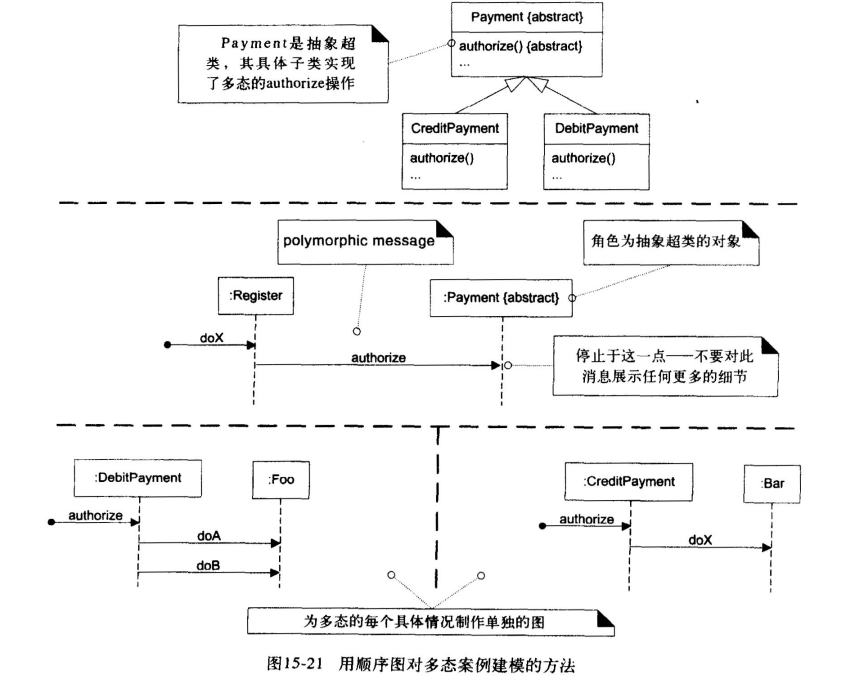 Payment {abstract}
authorize() {abstract}
...
Payment是抽象超
类，其具体子类实现
了多态的authorize操作
CreditPayment
authorize()
...
DebitPayment
authorize()
...
polymorphic message
角色为抽象超类的对象
:Register
:Payment {abstract}
doX
authorize
停止于这一点——不要对此
消息展示任何更多的细节
:DebitPayment
:Foo
authorize
doA
doB
:CreditPayment
:Bar
authorize
doX
为多态的每个具体情况制作单独的图
图15-21 用顺序图对多态案例建模的方法